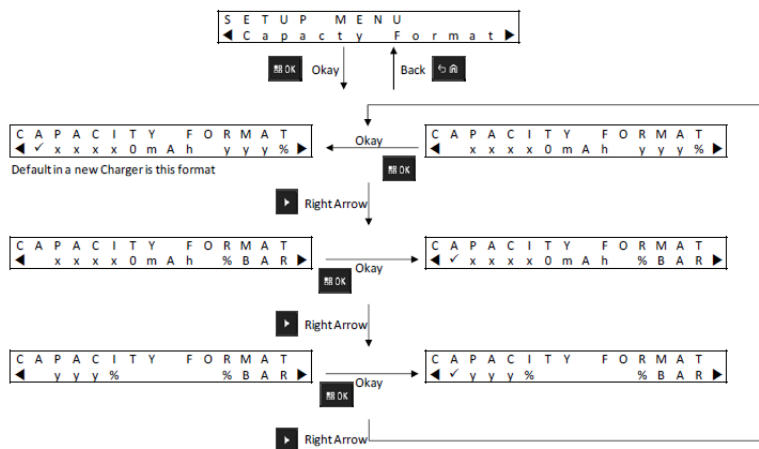 SETUP MENU
◀ Capacty Format ▶
OK Okay Back
CAPACITY FORMAT
◀ ✓ xxxx0mAh yyy% ▶
Okay
OK
CAPACITY FORMAT
◀ xxxx0mAh yyy% ▶
Default in a new Charger is this format
Right Arrow
CAPACITY FORMAT
◀ xxxx0mAh %BAR ▶
Okay
OK
CAPACITY FORMAT
◀ ✓ xxxx0mAh %BAR ▶
Right Arrow
CAPACITY FORMAT
◀ yyy% %BAR ▶
Okay
OK
CAPACITY FORMAT
◀ ✓ yyy% %BAR ▶
Right Arrow